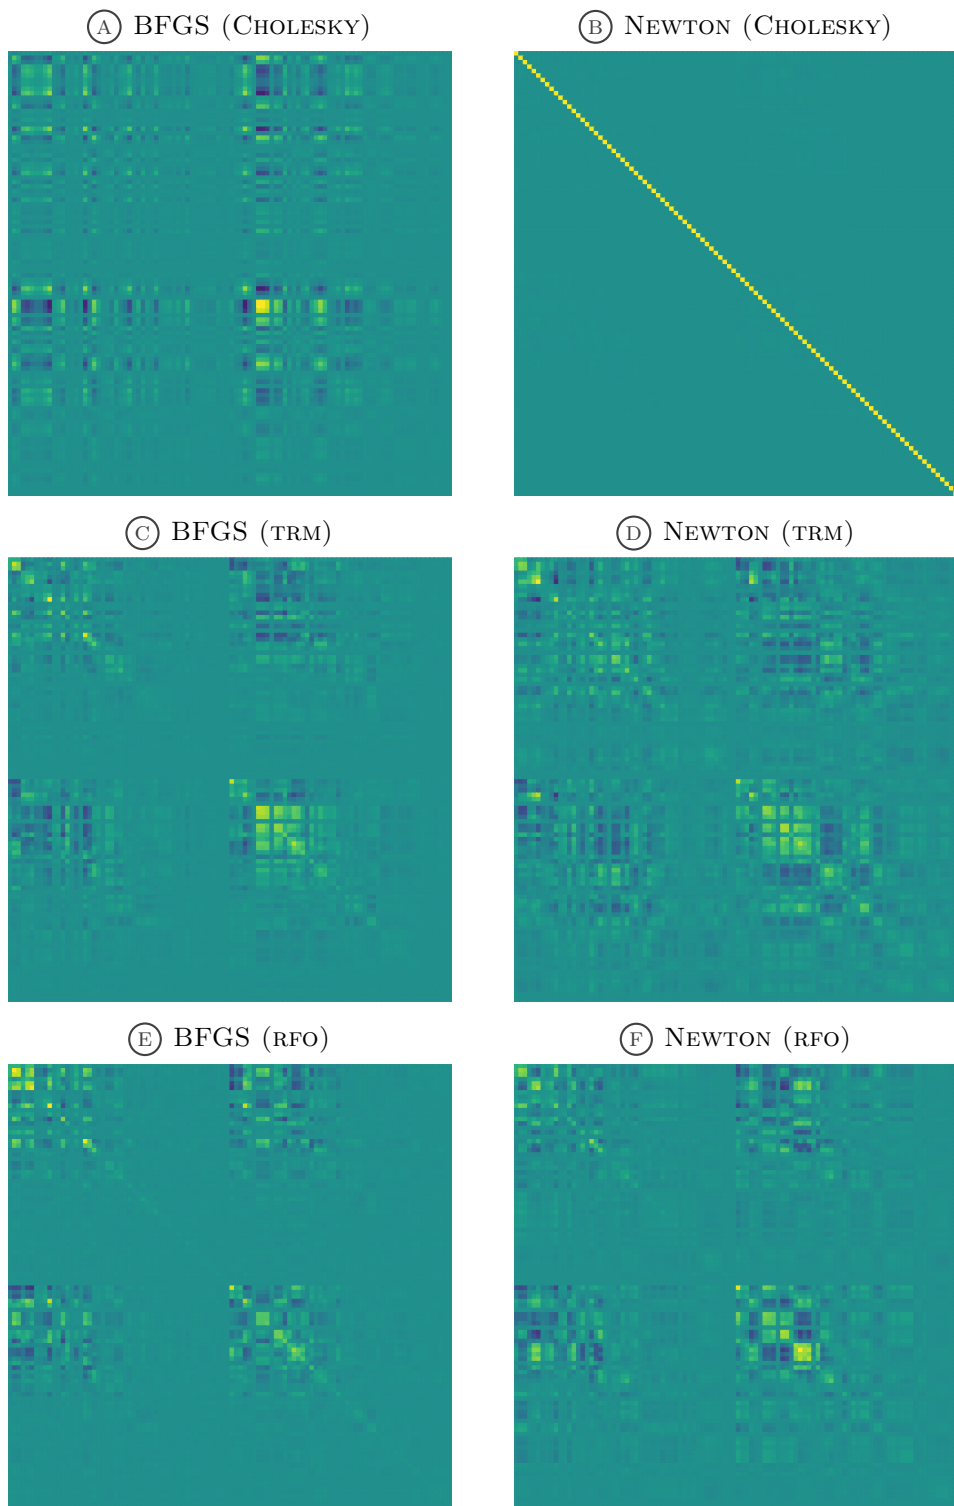 A BFGS (CHOLESKY)
B NEWTON (CHOLESKY)
C BFGS (TRM)
D NEWTON (TRM)
E BFGS (RFO)
F NEWTON (RFO)